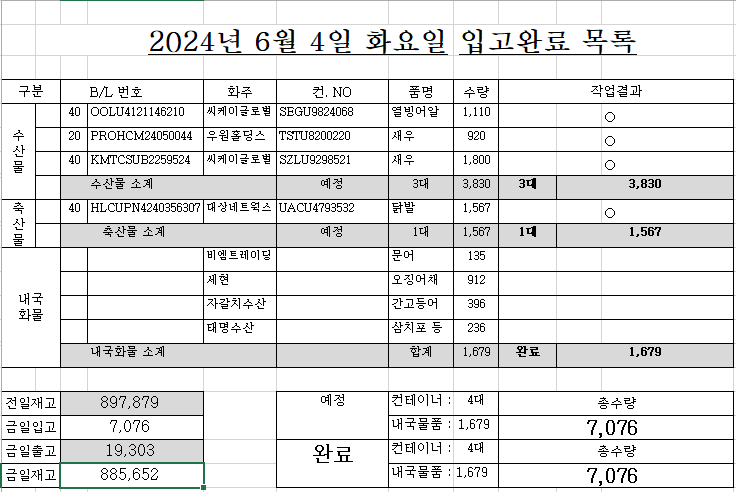 2024년 6월 4일 화요일 입고완료 목록
구분 B/L 번호 화주 컨. NO 품명 수량 작업결과
수산물
40 OOLU4121146210 씨케이글로벌 SEGU9824068 열빙어알 1,110 ○
20 PROHCM24050044 우원홀딩스 TSTU8200220 새우 920 ○
40 KMTCSUB2259524 씨케이글로벌 SZLU9298521 새우 1,800 ○
수산물 소계 예정 3대 3,830 3대 3,830
축산물
40 HLCUPN4240356307 대상네트웍스 UACU4793532 닭발 1,567 ○
축산물 소계 예정 1대 1,567 1대 1,567
내국
화물
비엠트레이딩 문어 135
세현 오징어채 912
자갈치수산 간고등어 396
태명수산 삼치포 등 236
내국화물 소계 합계 1,679 완료 1,679
전일재고 897,879 예정 컨테이너 : 4대 총수량
금일입고 7,076 내국물품 : 1,679 7,076
금일출고 19,303 완료 컨테이너 : 4대 총수량
금일재고 885,652 내국물품 : 1,679 7,076